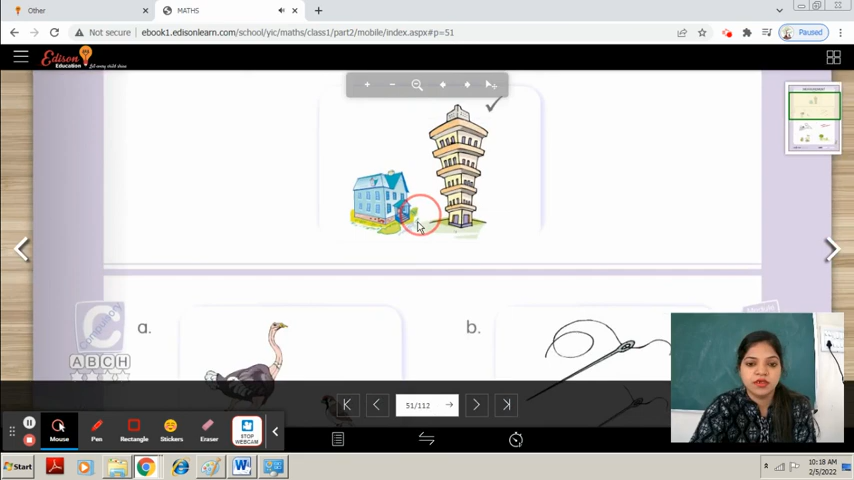 Other
MATHS
Not secure
ebook1.edisonlearn.com/school/yic/maths/class1/part2/mobile/index.aspx#p=51
Paused
Edison
Education
a.
b.
C
ABCH
51/112
Mouse
Pen
Rectangle
Stickers
Eraser
STOP
WEBCAM
Start
10:18 AM
2/5/2022